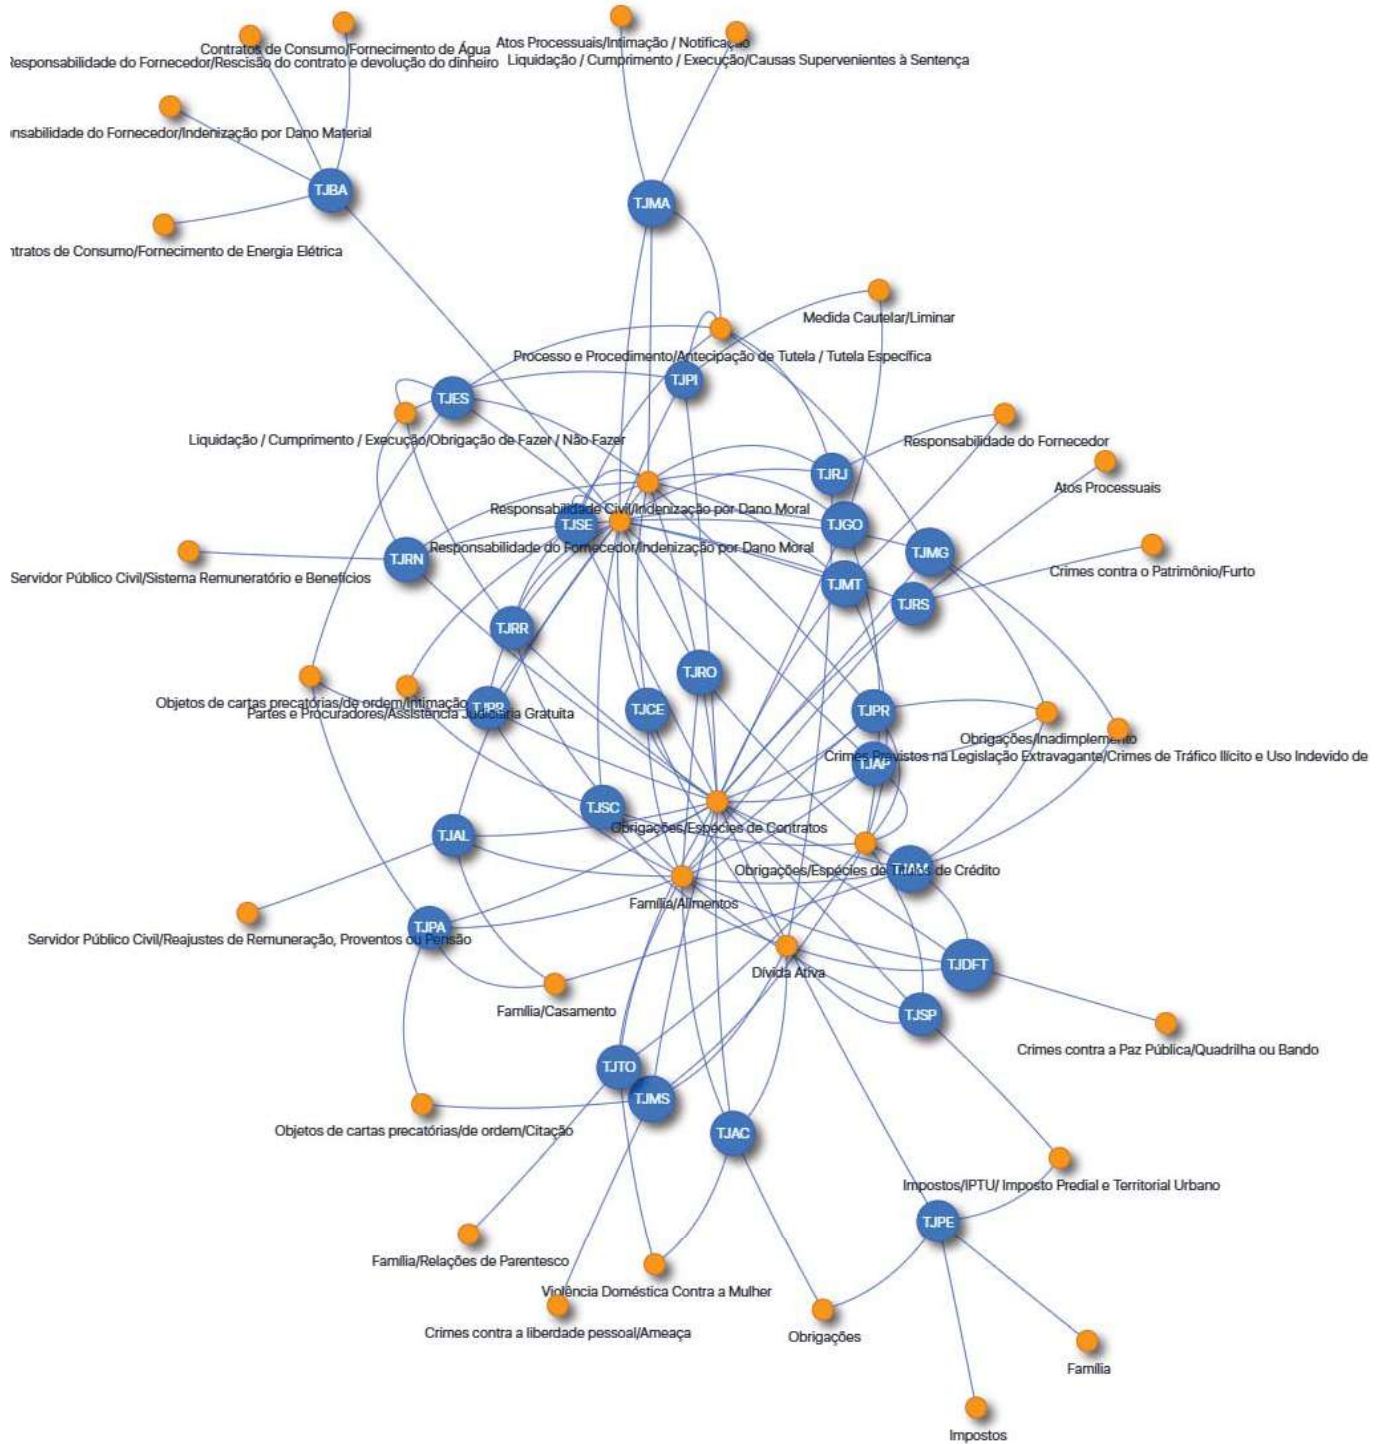 Contratos de Consumo/Fornecimento de Água
Atos Processuais/Intimação / Notificação
Responsabilidade do Fornecedor/Rescisão do contrato e devolução do dinheiro
Liquidação / Cumprimento / Execução/Causas Supervenientes à Sentença
nsabilidade do Fornecedor/Indenização por Dano Material
TJBA
TJMA
ntratos de Consumo/Fornecimento de Energia Elétrica
Medida Cautelar/Liminar
Processo e Procedimento/Antecipação de Tutela / Tutela Específica
TJPI
TJES
Liquidação / Cumprimento / Execução/Obrigação de Fazer / Não Fazer
Responsabilidade do Fornecedor
TJRJ
Atos Processuais
Responsabilidade Civil/Indenização por Dano Moral
TJSE
TJGO
Responsabilidade do Fornecedor/Indenização por Dano Moral
TJMG
TJRN
Crimes contra o Patrimônio/Furto
Servidor Público Civil/Sistema Remuneratório e Benefícios
TJMT
TJRS
TJRR
TJRO
Objetos de cartas precatórias/de ordem/Intimação
TJCE
TJPR
Partes e Procuradores/Assistência Judiciária Gratuita
Obrigações/Inadimplemento
Crimes Previstos na Legislação Extravagante/Crimes de Tráfico Ilícito e Uso Indevido de
TJAP
TJSC
Obrigações/Espécies de Contratos
TJAL
Obrigações/Espécies de Títulos de Crédito
TJAM
Família/Alimentos
TJPA
Servidor Público Civil/Reajustes de Remuneração, Proventos ou Pensão
TJDFT
Dívida Ativa
Família/Casamento
TJSP
Crimes contra a Paz Pública/Quadrilha ou Bando
TJTO
TJMS
Objetos de cartas precatórias/de ordem/Citação
TJAC
Impostos/IPTU/ Imposto Predial e Territorial Urbano
TJPE
Família/Relações de Parentesco
Violência Doméstica Contra a Mulher
Crimes contra a liberdade pessoal/Ameaça
Obrigações
Família
Impostos